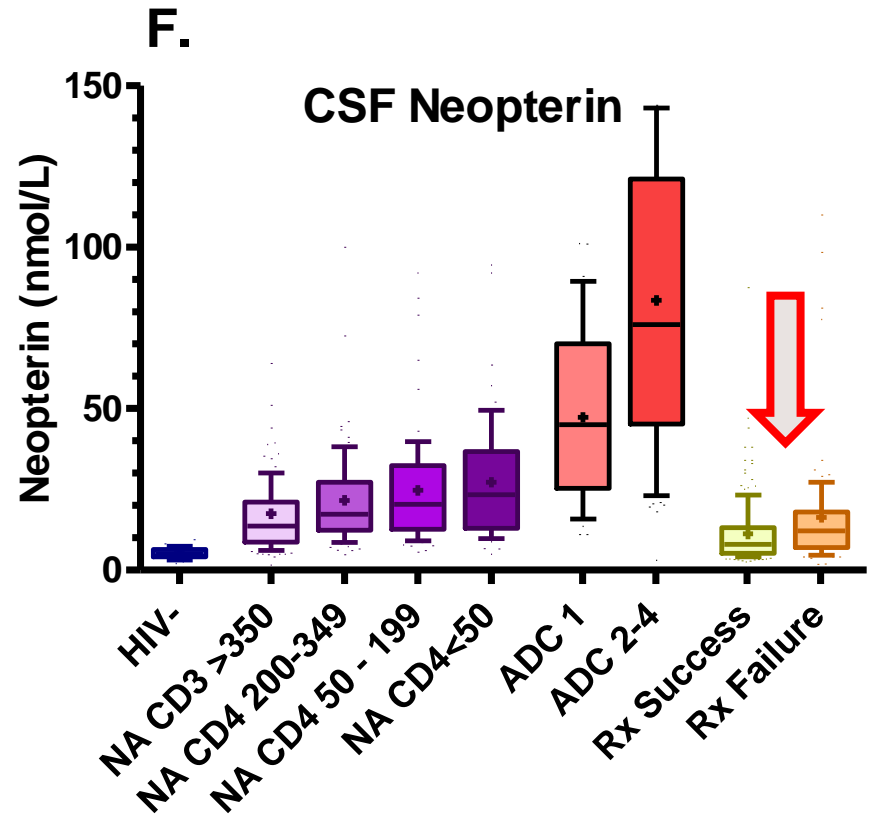 F.
CSF Neopterin
Neopterin (nmol/L)
150
100
50
0
HIV-
NA CD3 >350
NA CD4 200-349
NA CD4 50 - 199
NA CD4<50
ADC 1
ADC 2-4
Rx Success
Rx Failure